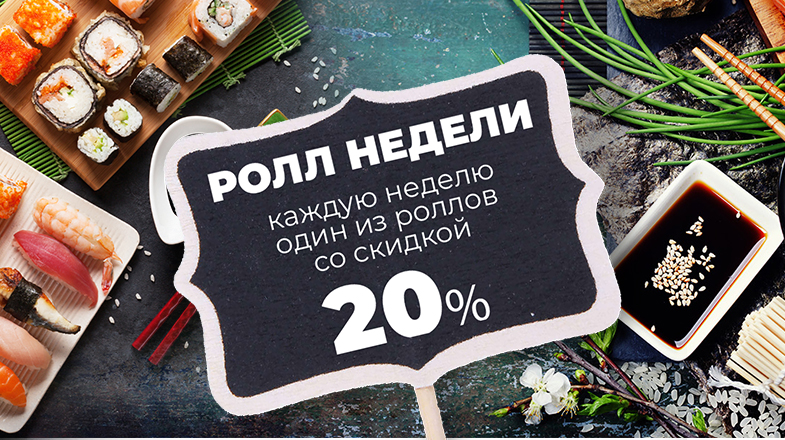 РОЛЛ НЕДЕЛИ
каждую неделю
один из роллов
со скидкой
20%